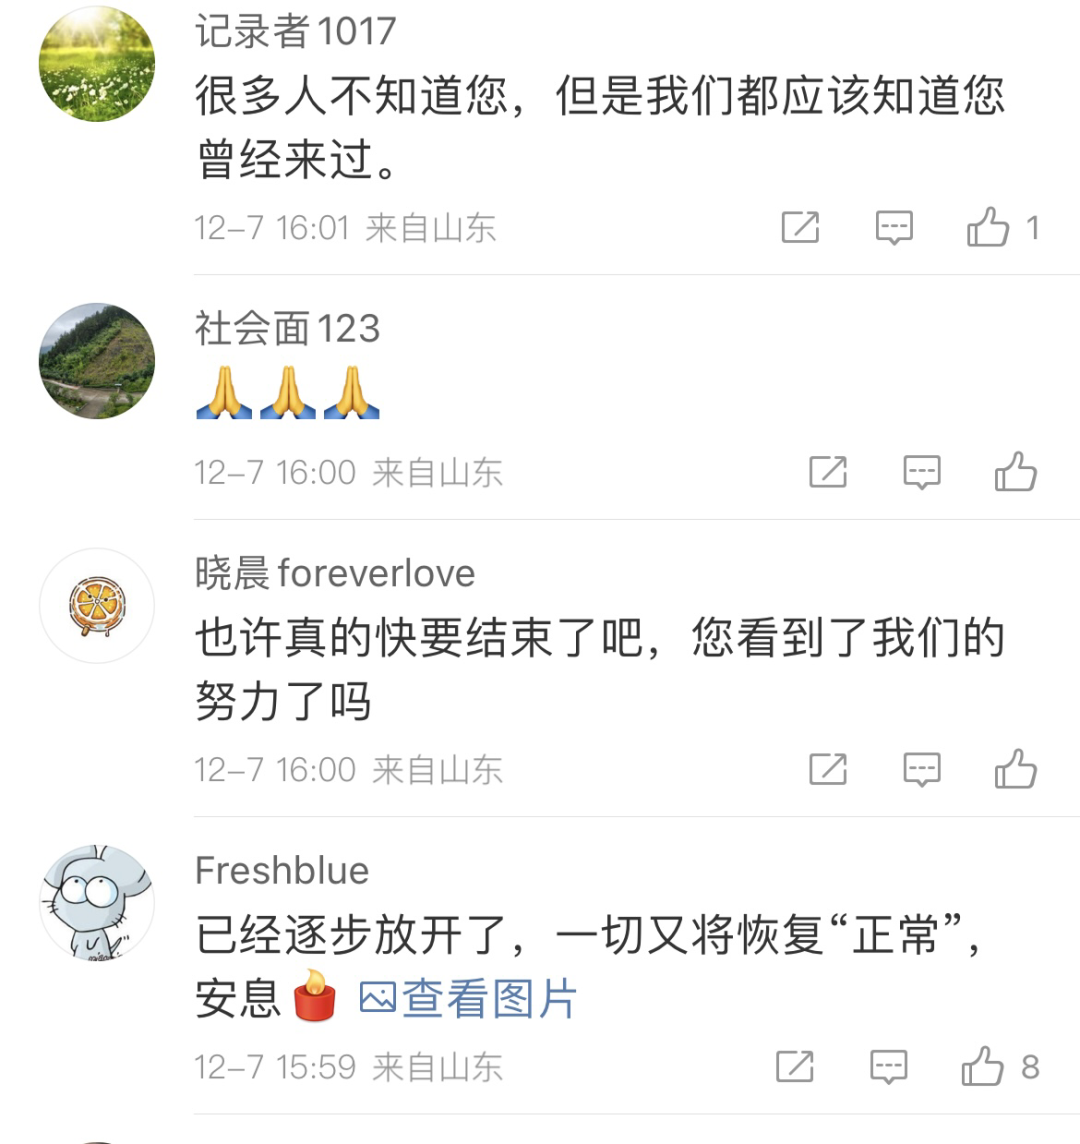 记录者1017
很多人不知道您，但是我们都应该知道您
曾经来过。
12-7 16:01 来自山东
1
社会面123
🙏🙏🙏
12-7 16:00 来自山东
晓晨foreverlove
也许真的快要结束了吧，您看到了我们的
努力了吗
12-7 16:00 来自山东
Freshblue
已经逐步放开了，一切又将恢复“正常”，
安息🕯️ 查看图片
12-7 15:59 来自山东
8